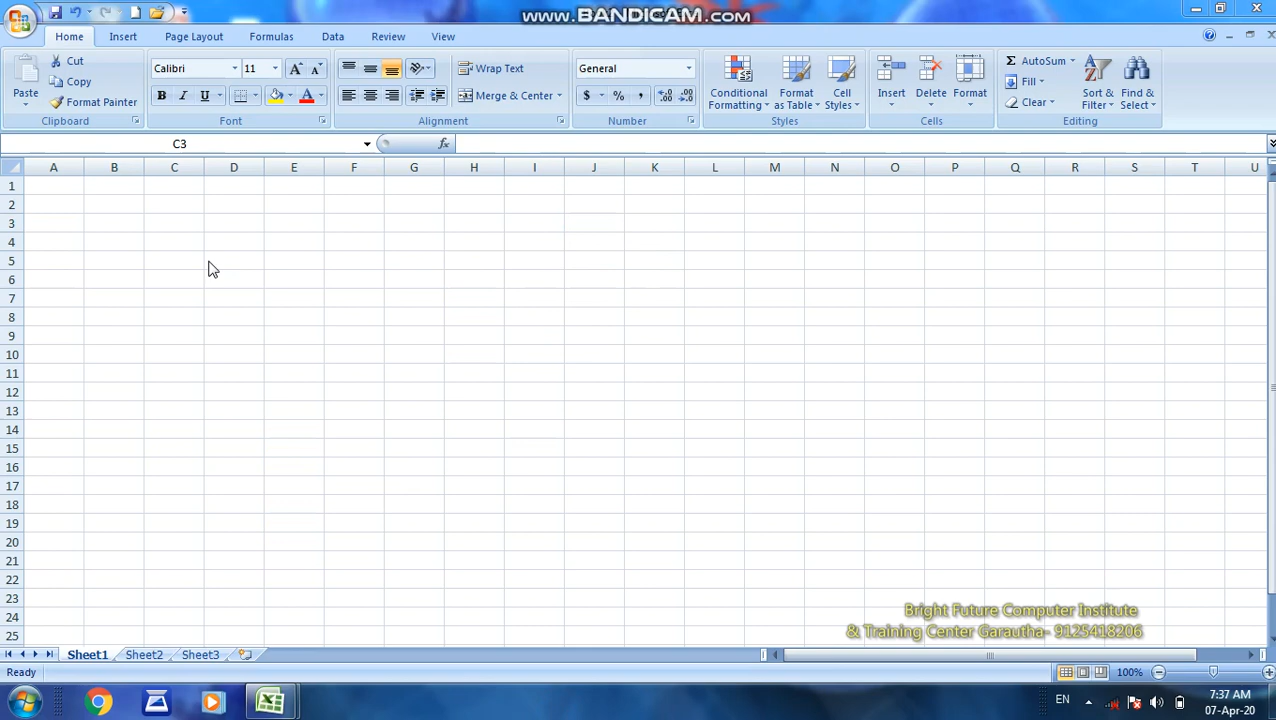 www.BANDICAM.com
Home Insert Page Layout Formulas Data Review View
Cut
Copy
Format Painter
Paste
Clipboard
Calibri 11
B I U
Font
Wrap Text
Merge & Center
Alignment
General
$ % ,
Number
Conditional Formatting
Format as Table
Cell Styles
Styles
Insert
Delete
Format
Cells
Σ AutoSum
Fill
Clear
Sort & Filter
Find & Select
Editing
C3
fx
A B C D E F G H I J K L M N O P Q R S T U
1
2
3
4
5
6
7
8
9
10
11
12
13
14
15
16
17
18
19
20
21
22
23
24
25
Bright Future Computer Institute
& Training Center Garautha- 9125418206
Sheet1 Sheet2 Sheet3
Ready
100%
EN
7:37 AM
07-Apr-20